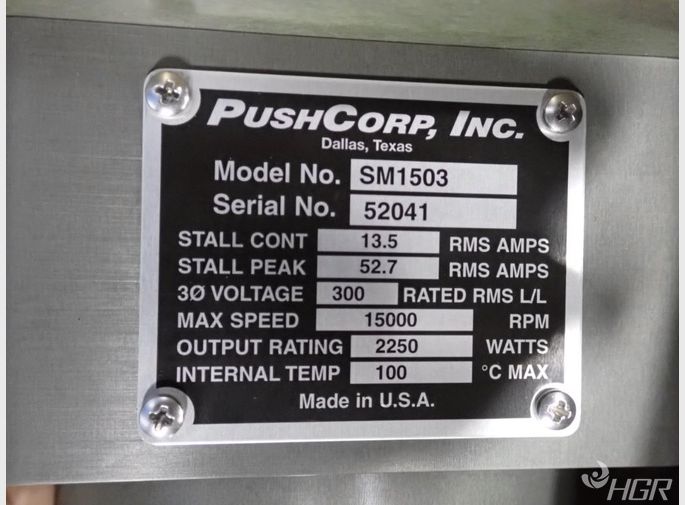 PUSHCORP, INC.
Dallas, Texas
Model No. SM1503
Serial No. 52041
STALL CONT 13.5 RMS AMPS
STALL PEAK 52.7 RMS AMPS
3Ø VOLTAGE 300 RATED RMS L/L
MAX SPEED 15000 RPM
OUTPUT RATING 2250 WATTS
INTERNAL TEMP 100 °C MAX
Made in U.S.A.
HGR